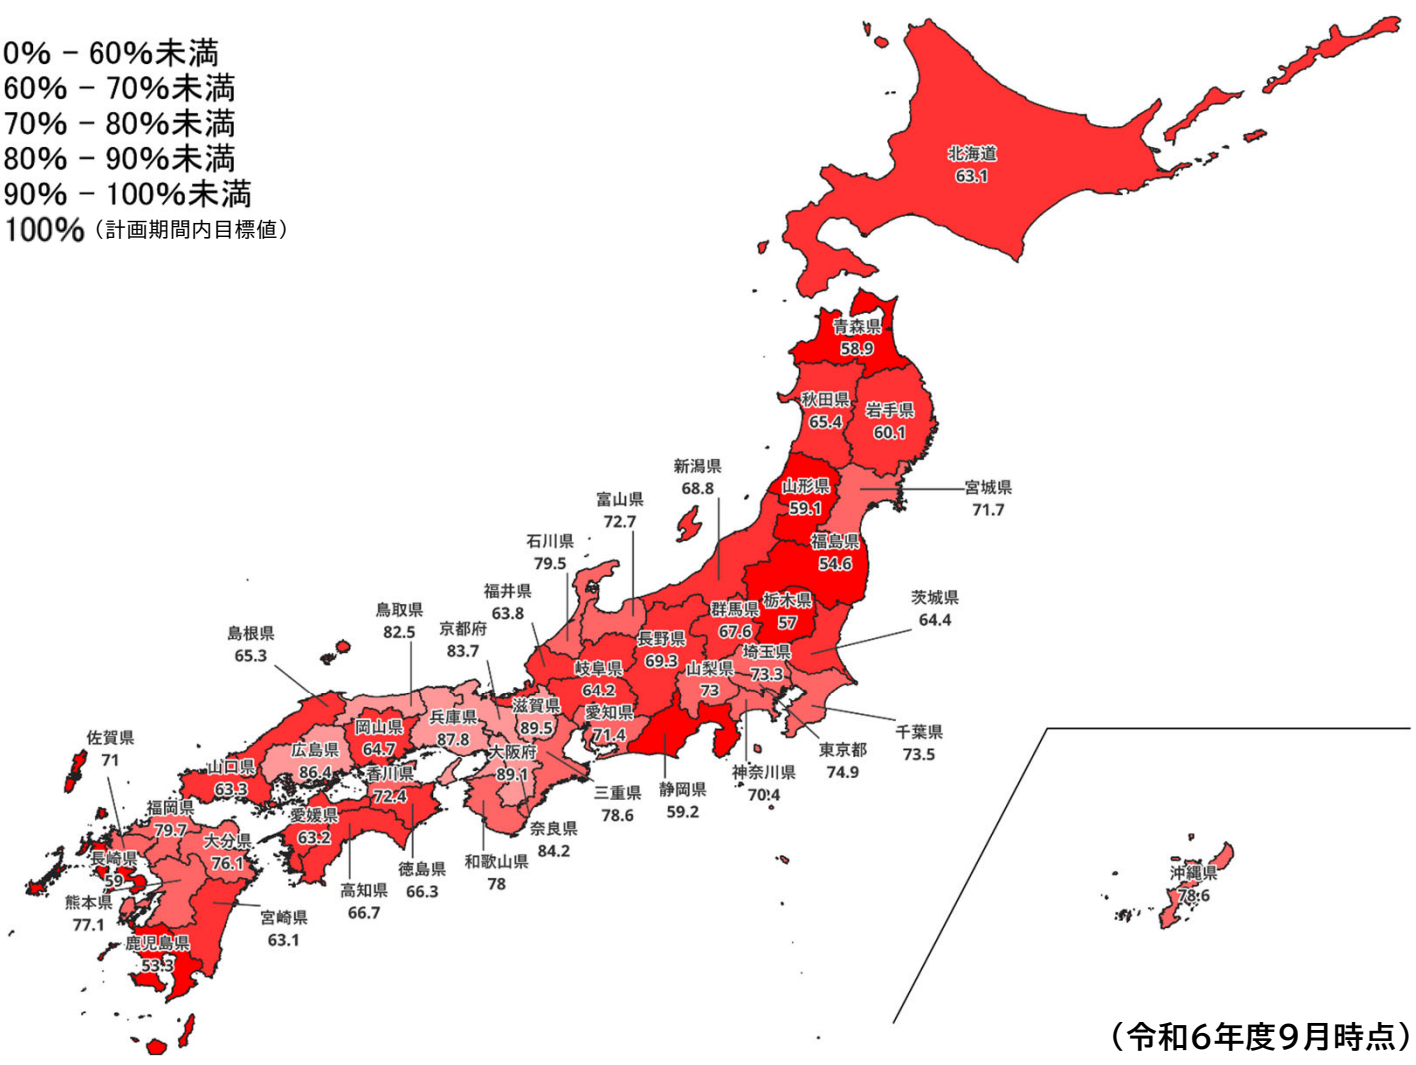 0% - 60%未満
60% - 70%未満
70% - 80%未満
80% - 90%未満
90% - 100%未満
100%（計画期間内目標値）
北海道
63.1
青森県
58.9
秋田県
65.4
岩手県
60.1
新潟県
68.8
山形県
59.1
宮城県
71.7
富山県
72.7
石川県
79.5
福島県
54.6
福井県
63.8
群馬県
67.6
栃木県
57
茨城県
64.4
鳥取県
82.5
京都府
83.7
島根県
65.3
長野県
69.3
埼玉県
73.3
岐阜県
64.2
山梨県
73
滋賀県
89.5
愛知県
71.4
兵庫県
87.8
岡山県
64.7
千葉県
73.5
佐賀県
71
広島県
86.4
大阪府
89.1
東京都
74.9
山口県
63.3
香川県
72.4
神奈川県
70.4
三重県
78.6
静岡県
59.2
福岡県
79.7
愛媛県
63.2
奈良県
84.2
大分県
76.1
長崎県
59
徳島県
66.3
和歌山県
78
高知県
66.7
沖縄県
78.6
熊本県
77.1
宮崎県
63.1
鹿児島県
53.3
（令和6年度9月時点）